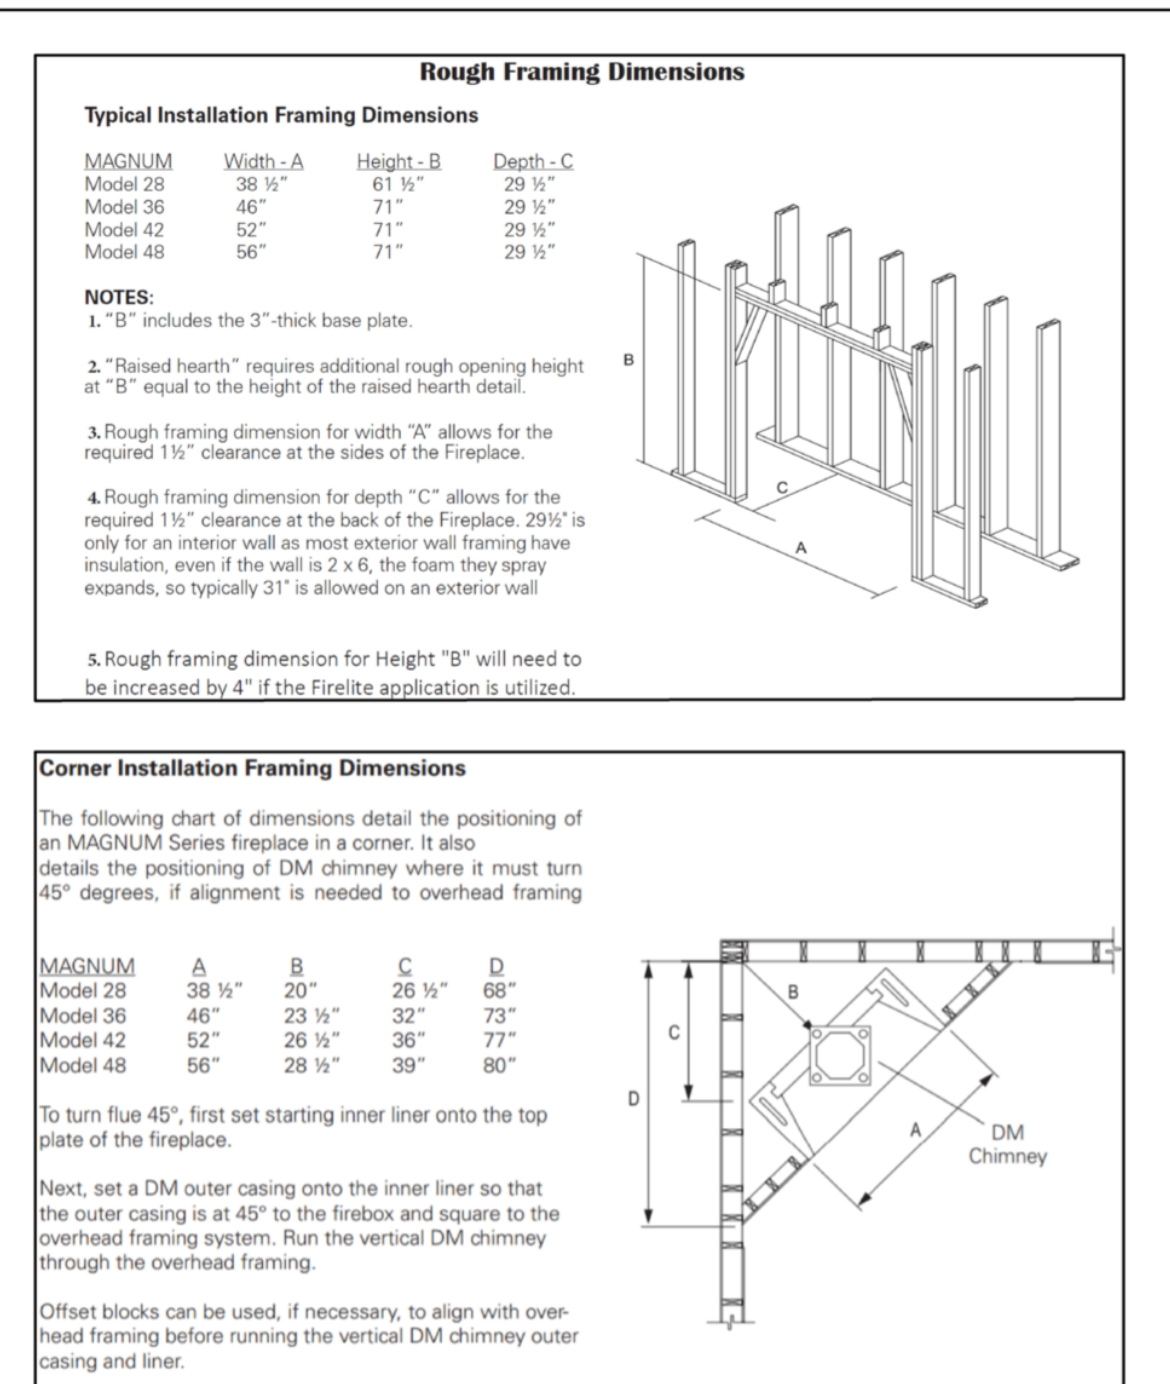 Rough Framing Dimensions
Typical Installation Framing Dimensions
MAGNUM Width - A Height - B Depth - C
Model 28 38 ½" 61 ½" 29 ½"
Model 36 46" 71" 29 ½"
Model 42 52" 71" 29 ½"
Model 48 56" 71" 29 ½"
NOTES:
1. "B" includes the 3"-thick base plate.
2. "Raised hearth" requires additional rough opening height
at "B" equal to the height of the raised hearth detail.
3. Rough framing dimension for width "A" allows for the
required 1½" clearance at the sides of the Fireplace.
4. Rough framing dimension for depth "C" allows for the
required 1½" clearance at the back of the Fireplace. 29½" is
only for an interior wall as most exterior wall framing have
insulation, even if the wall is 2 x 6, the foam they spray
expands, so typically 31" is allowed on an exterior wall
5. Rough framing dimension for Height "B" will need to
be increased by 4" if the Firelite application is utilized.
B
C
A
Corner Installation Framing Dimensions
The following chart of dimensions detail the positioning of
an MAGNUM Series fireplace in a corner. It also
details the positioning of DM chimney where it must turn
45° degrees, if alignment is needed to overhead framing
MAGNUM A B C D
Model 28 38 ½" 20" 26 ½" 68"
Model 36 46" 23 ½" 32" 73"
Model 42 52" 26 ½" 36" 77"
Model 48 56" 28 ½" 39" 80"
To turn flue 45°, first set starting inner liner onto the top
plate of the fireplace.
Next, set a DM outer casing onto the inner liner so that
the outer casing is at 45° to the firebox and square to the
overhead framing system. Run the vertical DM chimney
through the overhead framing.
Offset blocks can be used, if necessary, to align with over-
head framing before running the vertical DM chimney outer
casing and liner.
B
C
D
A
DM
Chimney